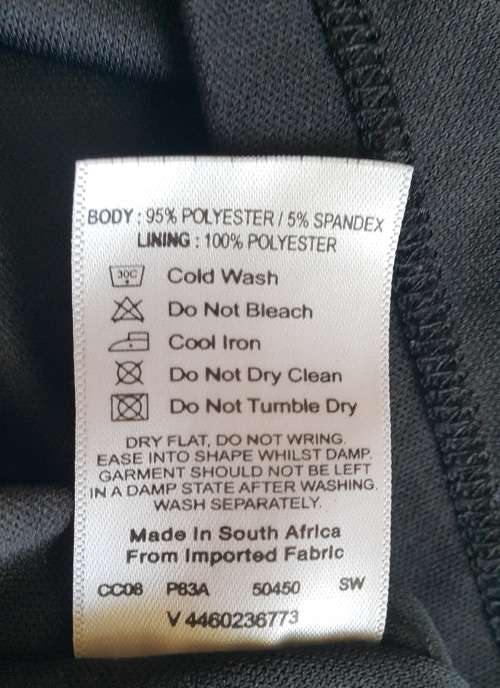 BODY : 95% POLYESTER / 5% SPANDEX
LINING : 100% POLYESTER
30C Cold Wash
Do Not Bleach
Cool Iron
Do Not Dry Clean
Do Not Tumble Dry
DRY FLAT, DO NOT WRING.
EASE INTO SHAPE WHILST DAMP.
GARMENT SHOULD NOT BE LEFT
IN A DAMP STATE AFTER WASHING.
WASH SEPARATELY.
Made In South Africa
From Imported Fabric
CC08 P83A 50450 SW
V 4460236773